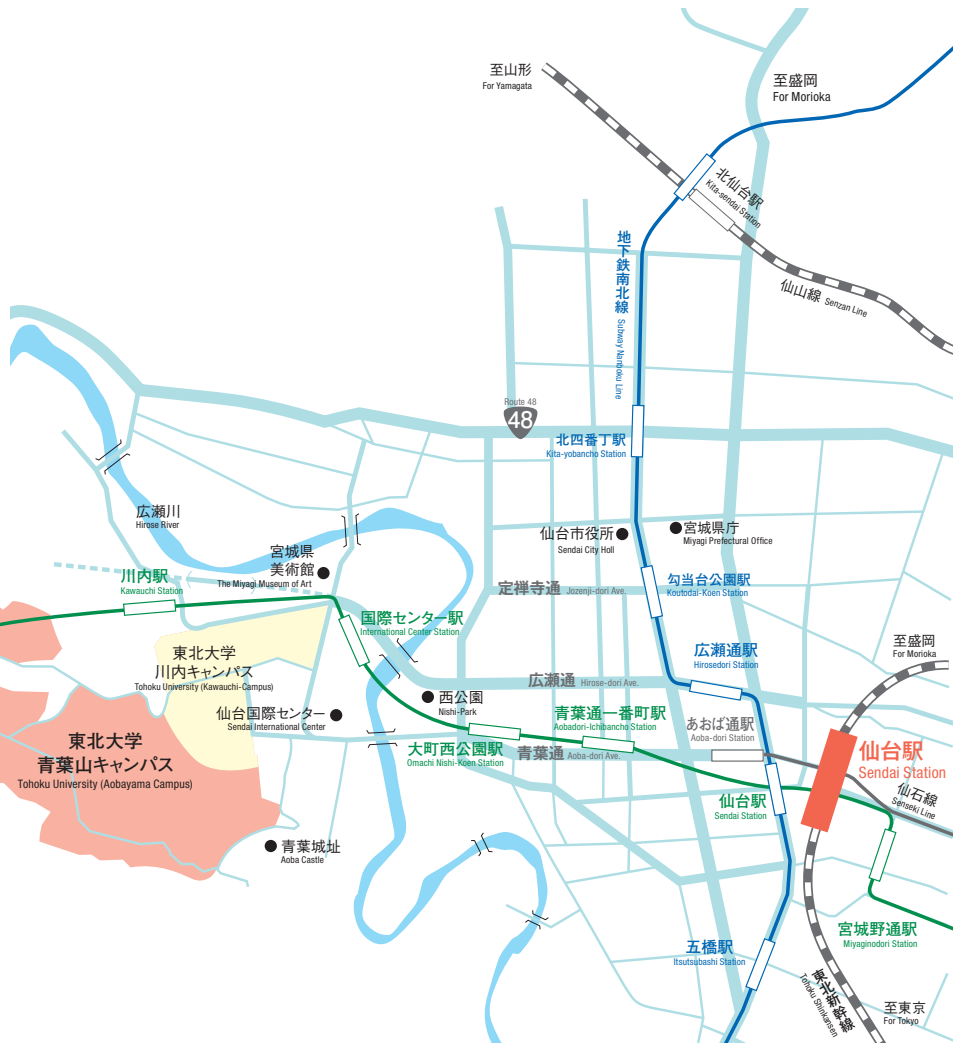 至山形
For Yamagata
至盛岡
For Morioka
北仙台駅
Kita-sendai Station
地下鉄南北線
Subway Nanboku Line
仙山線 Senzan Line
Route 48
48
北四番丁駅
Kita-yobancho Station
広瀬川
Hirose River
仙台市役所
Sendai City Holl
宮城県庁
Miyagi Prefectural Office
宮城県
美術館
The Miyagi Museum of Art
川内駅
Kawauchi Station
定禅寺通 Jozenji-dori Ave.
勾当台公園駅
Koutodai-Koen Station
国際センター駅
International Center Station
東北大学
川内キャンパス
Tohoku University (Kawauchi-Campus)
広瀬通駅
Hirosedori Station
至盛岡
For Morioka
広瀬通 Hirose-dori Ave.
西公園
Nishi-Park
仙台国際センター
Sendai International Center
青葉通一番町駅
Aobadori-Ichibancho Station
あおば通駅
Aoba-dori Station
東北大学
青葉山キャンパス
Tohoku University (Aobayama Campus)
大町西公園駅
Omachi Nishi-Koen Station
青葉通 Aoba-dori Ave.
仙台駅
Sendai Station
仙台駅
Sendai Station
仙石線
Senseki Line
青葉城址
Aoba Castle
宮城野通駅
Miyaginodori Station
五橋駅
Itsutsubashi Station
東北新幹線
Tohoku Shinkansen
至東京
For Tokyo